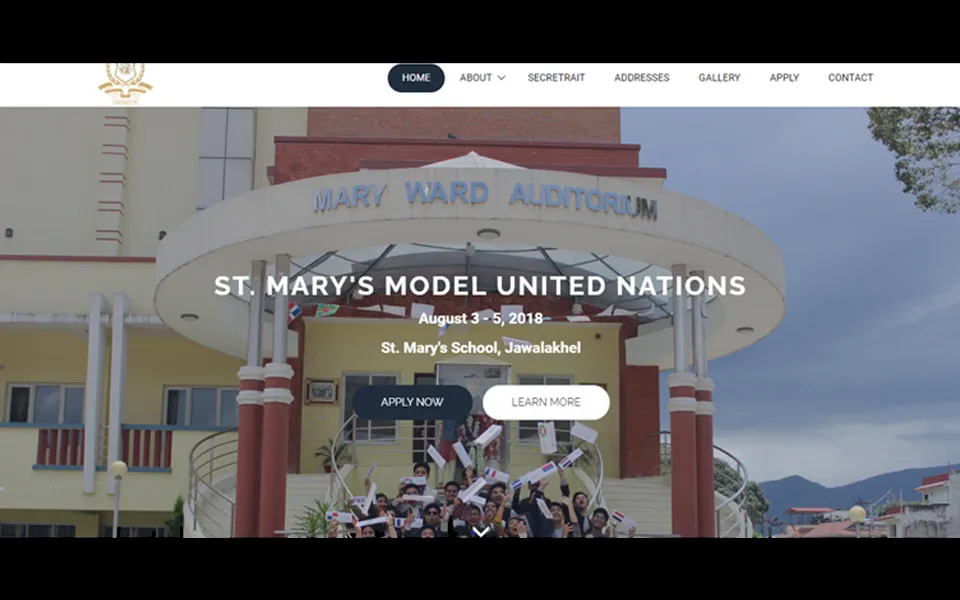 HOME
ABOUT
SECRETRAIT
ADDRESSES
GALLERY
APPLY
CONTACT
MARY WARD AUDITORIUM
ST. MARY'S MODEL UNITED NATIONS
August 3 - 5, 2018
St. Mary's School, Jawalakhel
APPLY NOW
LEARN MORE